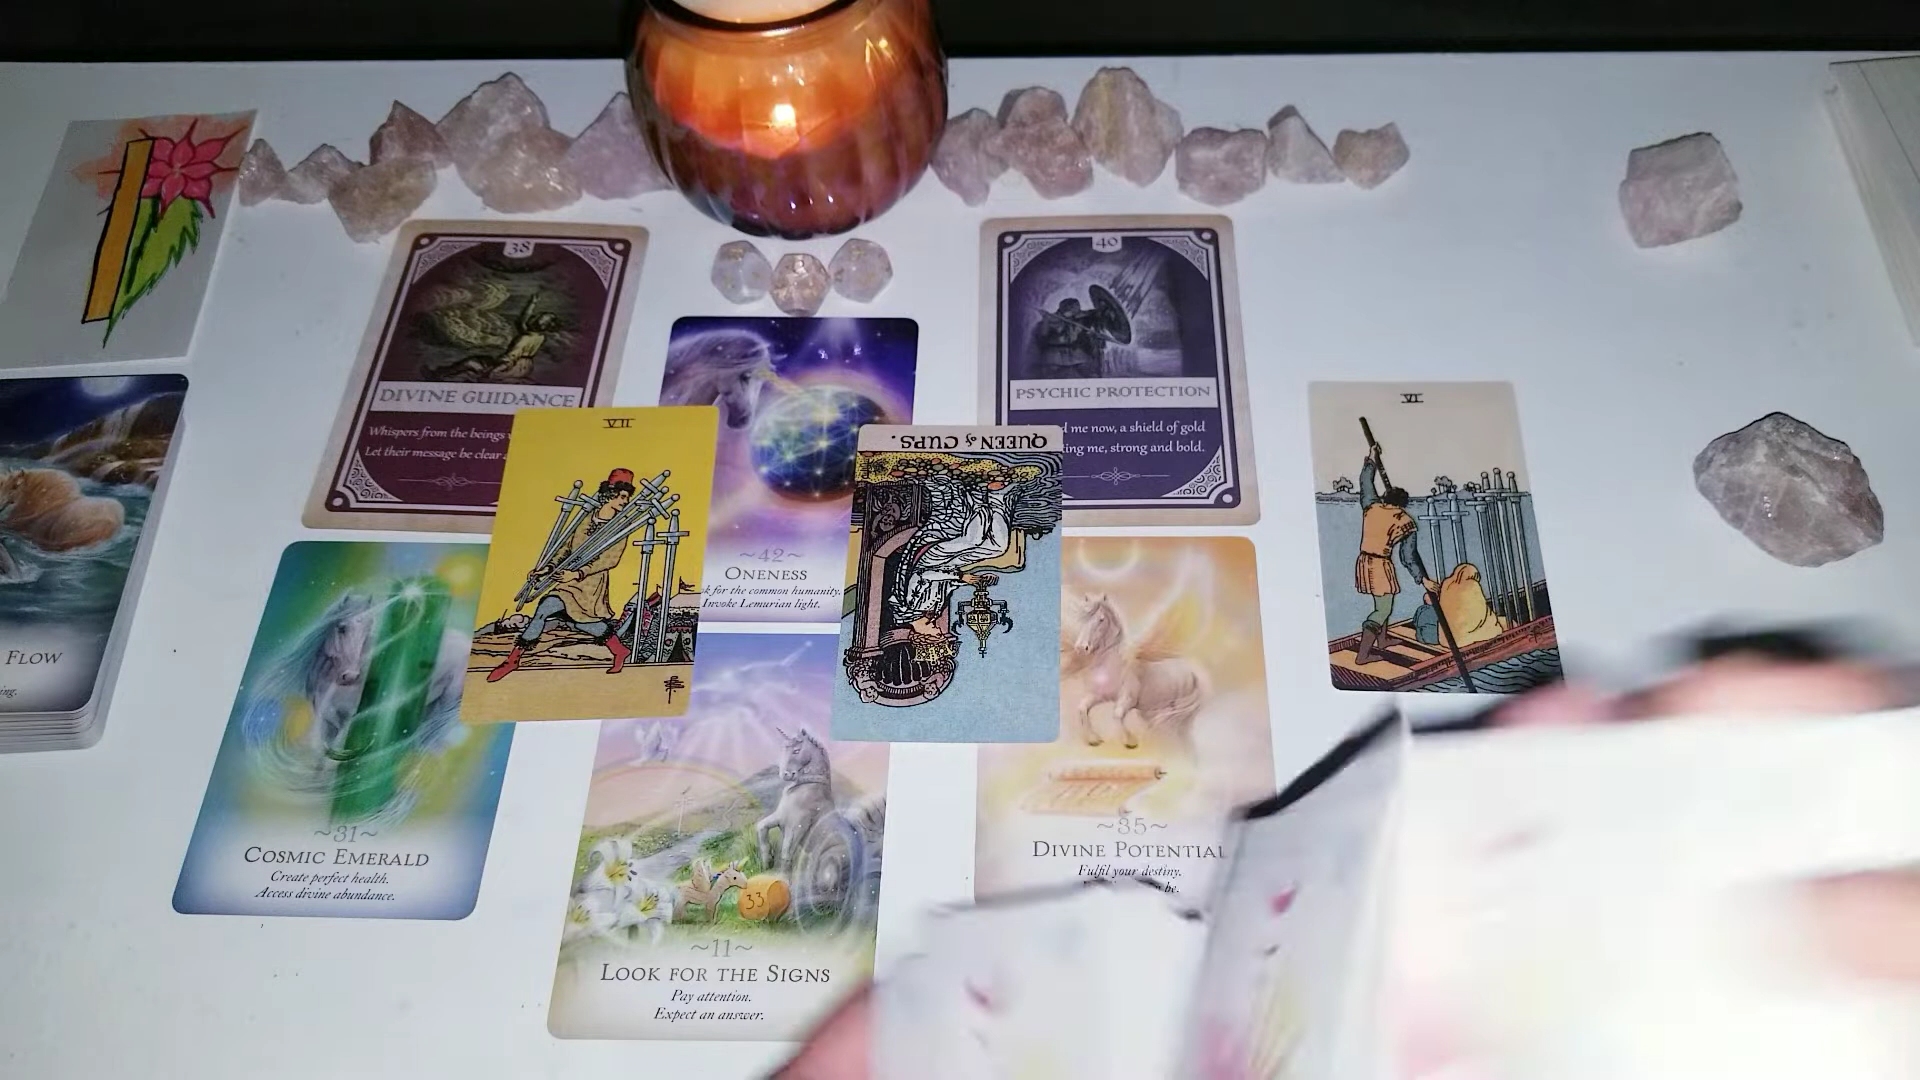 38
DIVINE GUIDANCE
Whispers from the beings
Let their message be clear
40
PSYCHIC PROTECTION
me now, a shield of gold
me, strong and bold.
VII
~42~
ONENESS
for the common humanity.
Invoke Lemurian light.
QUEEN of CUPS.
VI
FLOW
~31~
COSMIC EMERALD
Create perfect health.
Access divine abundance.
33
~11~
LOOK FOR THE SIGNS
Pay attention.
Expect an answer.
~35~
DIVINE POTENTIAL
Fulfil your destiny.
be.